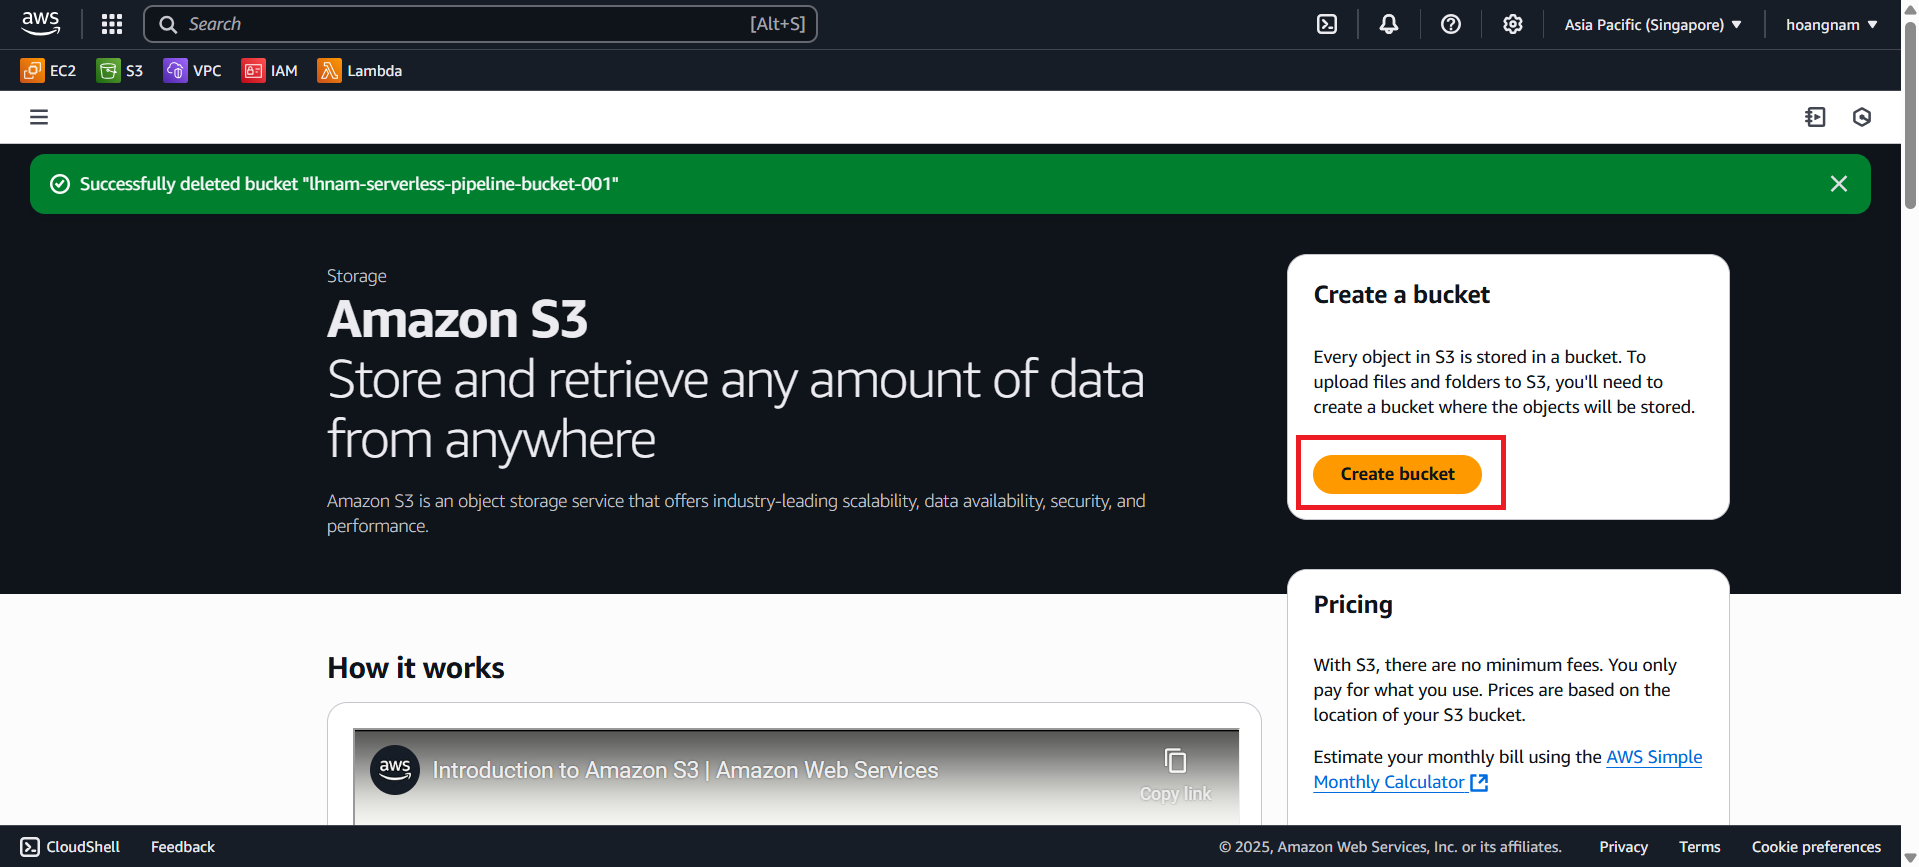 aws
Search
[Alt+S]
Asia Pacific (Singapore)
hoangnam
EC2
S3
VPC
IAM
Lambda
Successfully deleted bucket "lhnam-serverless-pipeline-bucket-001"
Storage
Amazon S3
Store and retrieve any amount of data
from anywhere
Amazon S3 is an object storage service that offers industry-leading scalability, data availability, security, and
performance.
Create a bucket
Every object in S3 is stored in a bucket. To
upload files and folders to S3, you'll need to
create a bucket where the objects will be stored.
Create bucket
Pricing
With S3, there are no minimum fees. You only
pay for what you use. Prices are based on the
location of your S3 bucket.
Estimate your monthly bill using the AWS Simple
Monthly Calculator
How it works
aws
Introduction to Amazon S3 | Amazon Web Services
Copy link
CloudShell
Feedback
© 2025, Amazon Web Services, Inc. or its affiliates.
Privacy
Terms
Cookie preferences